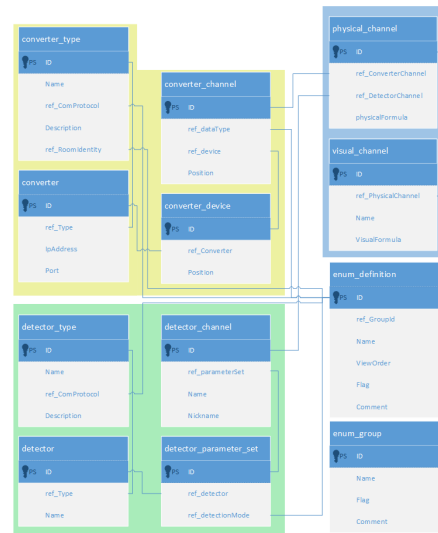 converter_type
PS ID
Name
ref_ComProtocol
Description
ref_RoomIdentity
converter
PS ID
ref_Type
IpAddress
Port
converter_channel
PS ID
ref_dataType
ref_device
Position
converter_device
PS ID
ref_Converter
Position
physical_channel
PS ID
ref_ConverterChannel
ref_DetectorChannel
physicalFormula
visual_channel
PS ID
ref_PhysicalChannel
Name
VisualFormula
enum_definition
PS ID
ref_GroupId
Name
ViewOrder
Flag
Comment
enum_group
PS ID
Name
Flag
Comment
detector_type
PS ID
Name
ref_ComProtocol
Description
detector
PS ID
ref_Type
Name
detector_channel
PS ID
ref_parameterSet
Name
Nickname
detector_parameter_set
PS ID
ref_detector
ref_detectionMode